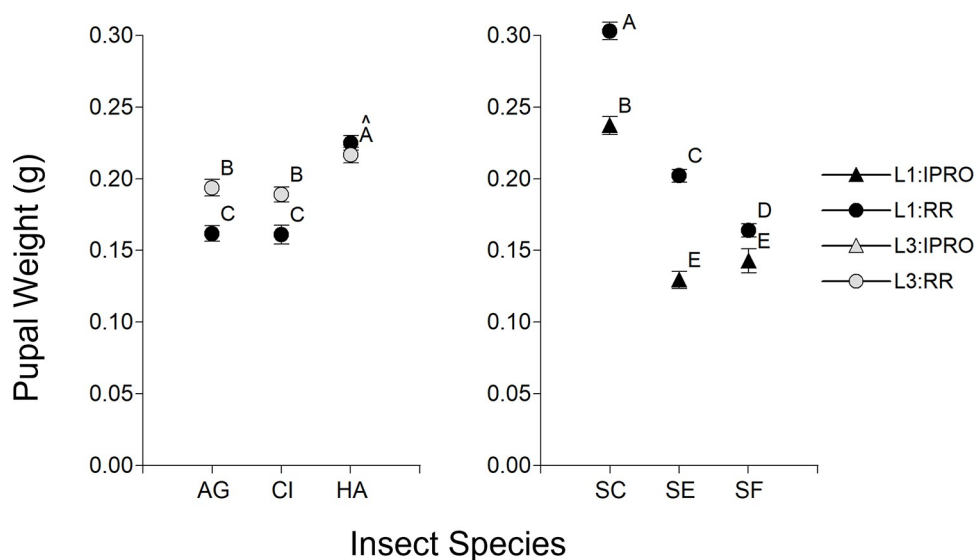 Pupal Weight (g)
0.30
0.25
0.20
0.15
0.10
0.05
0.00
B
C
B
C
A
AG CI HA
0.30
0.25
0.20
0.15
0.10
0.05
0.00
A
B
C
E
D
E
SC SE SF
L1:IPRO
L1:RR
L3:IPRO
L3:RR
Insect Species